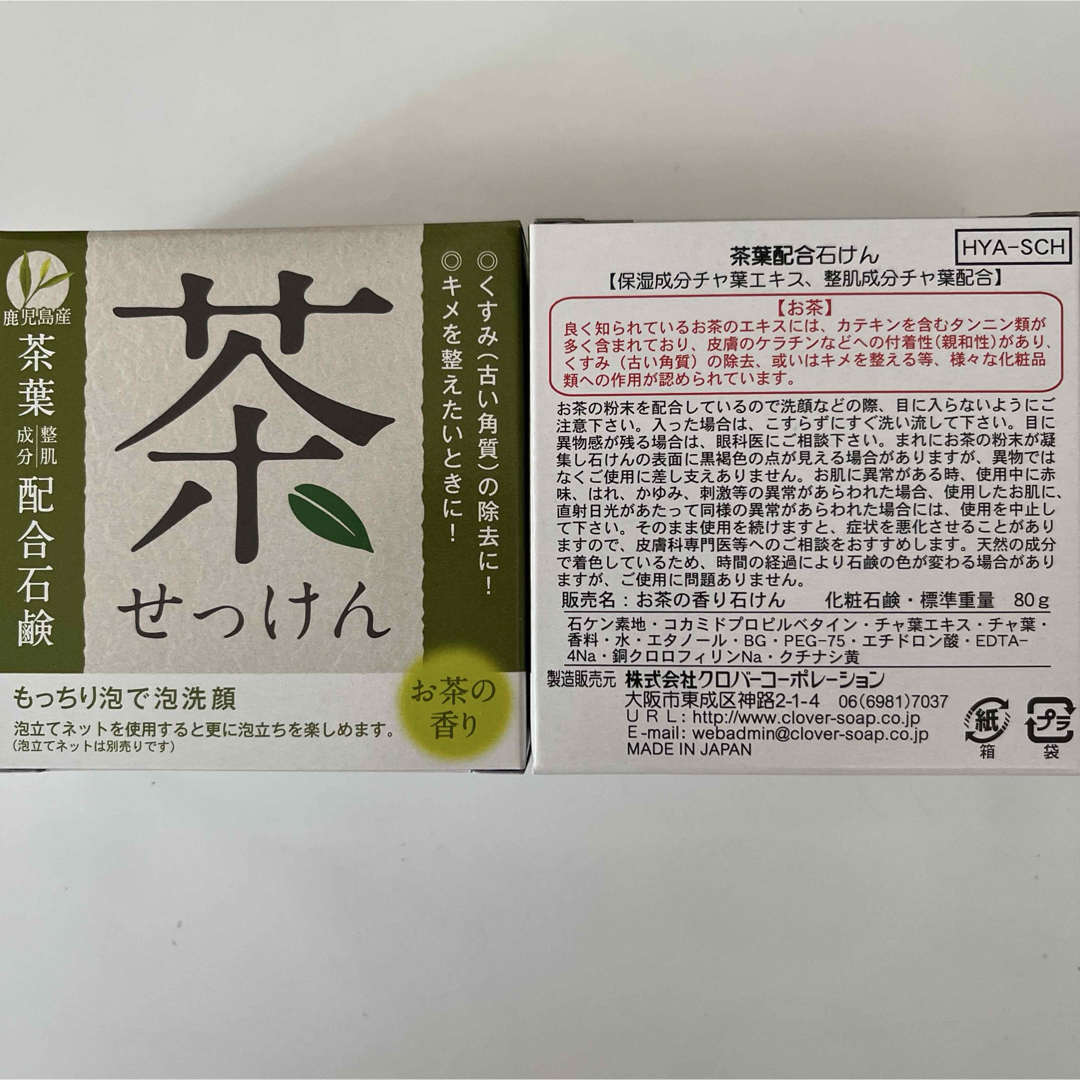 鹿児島産
茶葉
整肌
成分
配合石鹸
茶
せっけん
◎くすみ(古い角質)の除去に!
◎キメを整えたいときに!
もっちり泡で泡洗顔
泡立てネットを使用すると更に泡立ちを楽しめます。
(泡立てネットは別売りです)
お茶の
香り
HYA-SCH
茶葉配合石けん
【保湿成分チャ葉エキス、整肌成分チャ葉配合】
【お茶】
良く知られているお茶のエキスには、カテキンを含むタンニン類が
多く含まれており、皮膚のケラチンなどへの付着性(親和性)があり、
くすみ(古い角質)の除去、或いはキメを整える等、様々な化粧品
類への作用が認められています。
お茶の粉末を配合しているので洗顔などの際、目に入らないようにご
注意下さい。入った場合は、こすらずにすぐ洗い流して下さい。目に
異物感が残る場合は、眼科医にご相談下さい。まれにお茶の粉末が凝
集し石けんの表面に黒褐色の点が見える場合がありますが、異物では
なくご使用に差し支えありません。お肌に異常がある時、使用中に赤
味、はれ、かゆみ、刺激等の異常があらわれた場合、使用したお肌に、
直射日光があたって同様の異常があらわれた場合には、使用を中止し
て下さい。そのまま使用を続けますと、症状を悪化させることがあり
ますので、皮膚科専門医等へのご相談をおすすめします。天然の成分
で着色しているため、時間の経過により石鹸の色が変わる場合があり
ますが、ご使用に問題ありません。
販売名:お茶の香り石けん 化粧石鹸・標準重量 80g
石ケン素地・コカミドプロピルベタイン・チャ葉エキス・チャ葉・
香料・水・エタノール・BG・PEG-75・エチドロン酸・EDTA-
4Na・銅クロロフィリンNa・クチナシ黄
製造販売元 株式会社クロバーコーポレーション
大阪市東成区神路2-1-4 06(6981)7037
URL:http://www.clover-soap.co.jp
E-mail:webadmin@clover-soap.co.jp
MADE IN JAPAN
紙
箱
プラ
袋